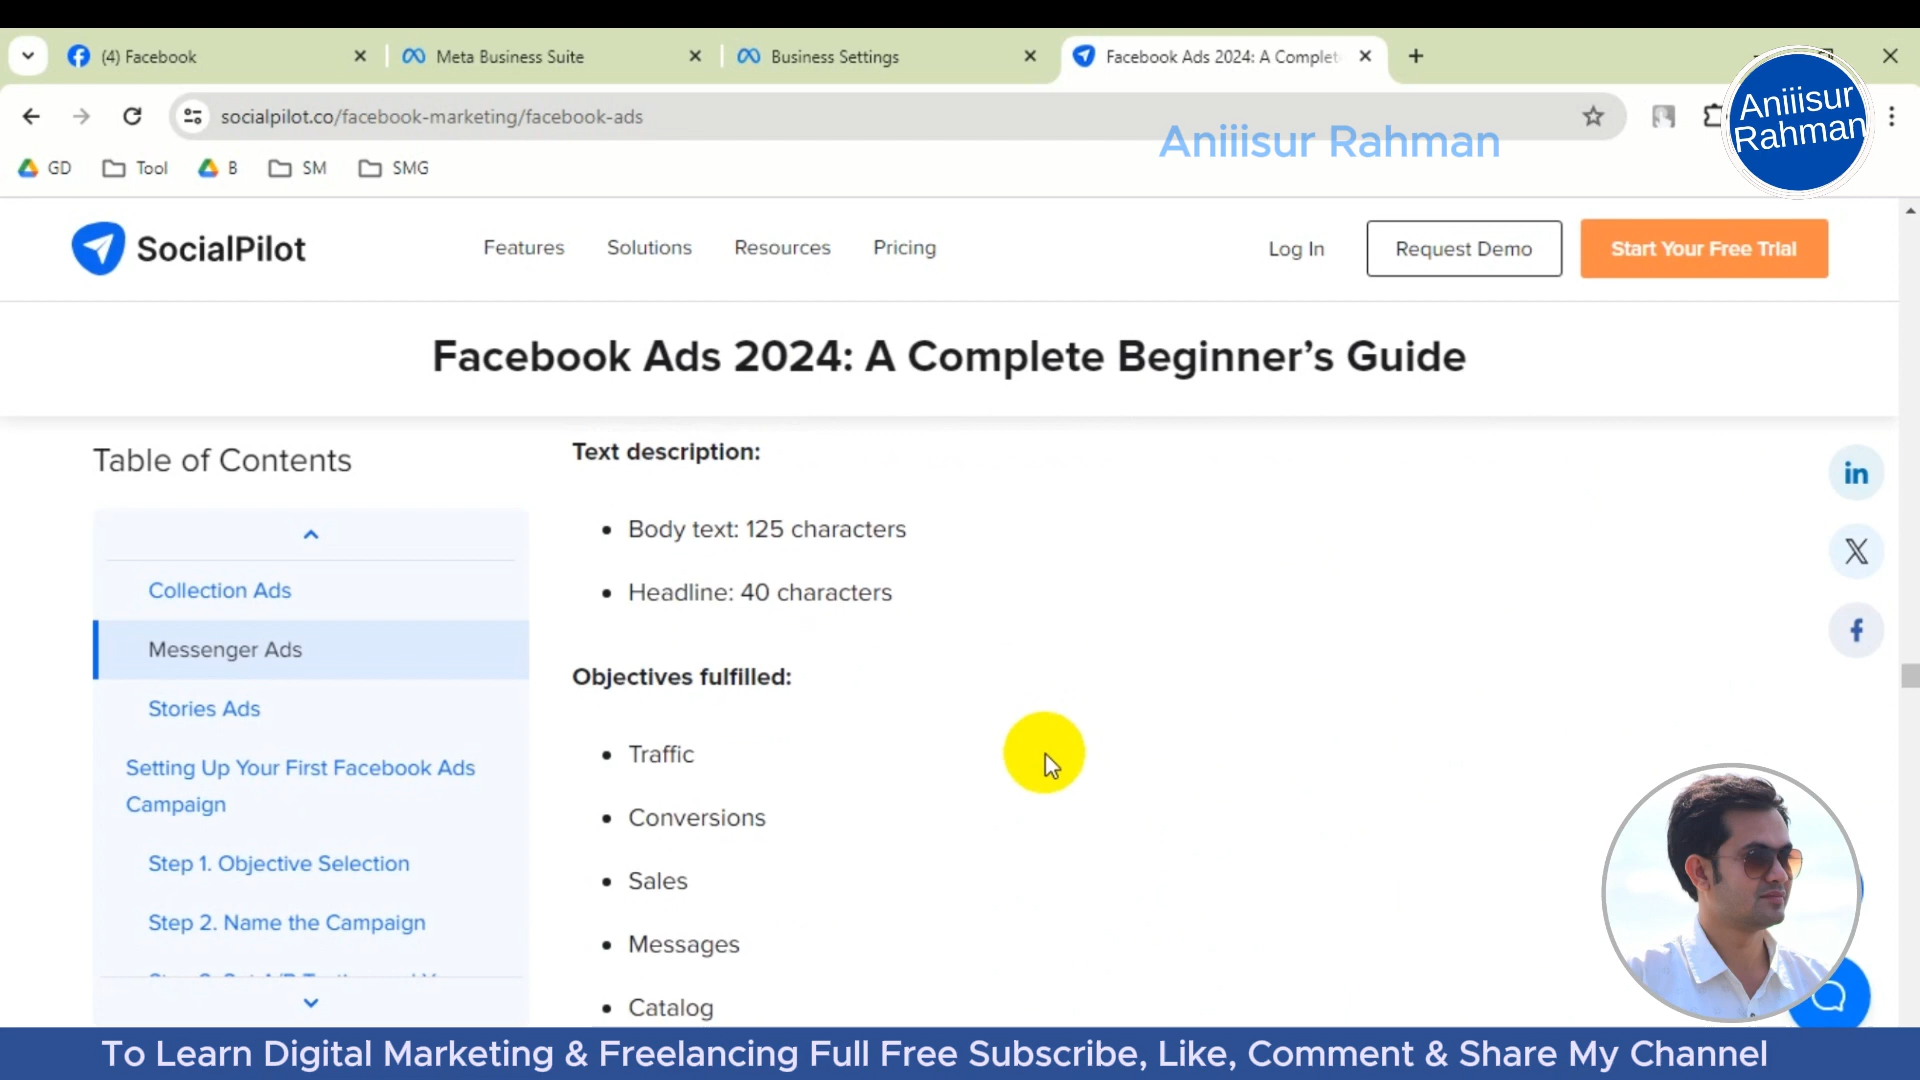 (4) Facebook
Meta Business Suite
Business Settings
Facebook Ads 2024: A Complet
socialpilot.co/facebook-marketing/facebook-ads
Aniiisur Rahman
Aniiisur
Rahman
GD
Tool
B
SM
SMG
SocialPilot
Features
Solutions
Resources
Pricing
Log In
Request Demo
Start Your Free Trial
Facebook Ads 2024: A Complete Beginner’s Guide
Table of Contents
Collection Ads
Messenger Ads
Stories Ads
Setting Up Your First Facebook Ads
Campaign
Step 1. Objective Selection
Step 2. Name the Campaign
Text description:
• Body text: 125 characters
• Headline: 40 characters
Objectives fulfilled:
• Traffic
• Conversions
• Sales
• Messages
• Catalog
To Learn Digital Marketing & Freelancing Full Free Subscribe, Like, Comment & Share My Channel